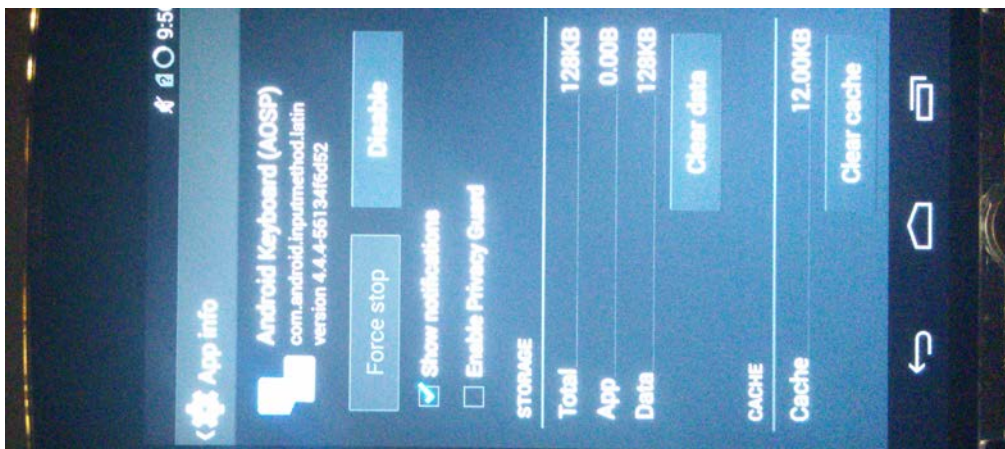 9:50
App info
Android Keyboard (AOSP)
com.android.inputmethod.latin
version 4.4.4-56134f6d52
Force stop Disable
Show notifications
Enable Privacy Guard
STORAGE
Total 128KB
App 0.00B
Data 128KB
Clear data
CACHE
Cache 12.00KB
Clear cache